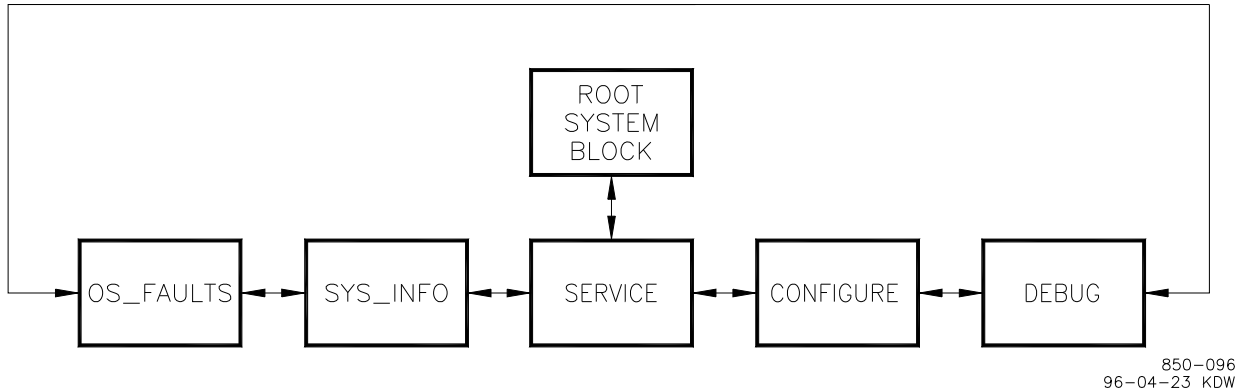 ROOT
SYSTEM
BLOCK
OS_FAULTS
SYS_INFO
SERVICE
CONFIGURE
DEBUG
850-096
96-04-23 KDW